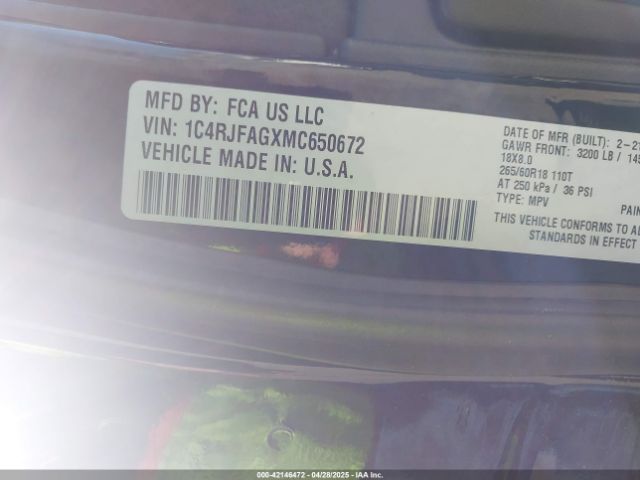 MFD BY: FCA US LLC
VIN: 1C4RJFAGXMC650672
VEHICLE MADE IN: U.S.A.
DATE OF MFR (BUILT): 2-21
GAWR FRONT: 3200 LB / 145
18X8.0
265/60R18 110T
AT 250 kPa / 36 PSI
TYPE: MPV
PAIN
THIS VEHICLE CONFORMS TO AL
STANDARDS IN EFFECT
000-42146472 - 04/28/2025 - IAA Inc.